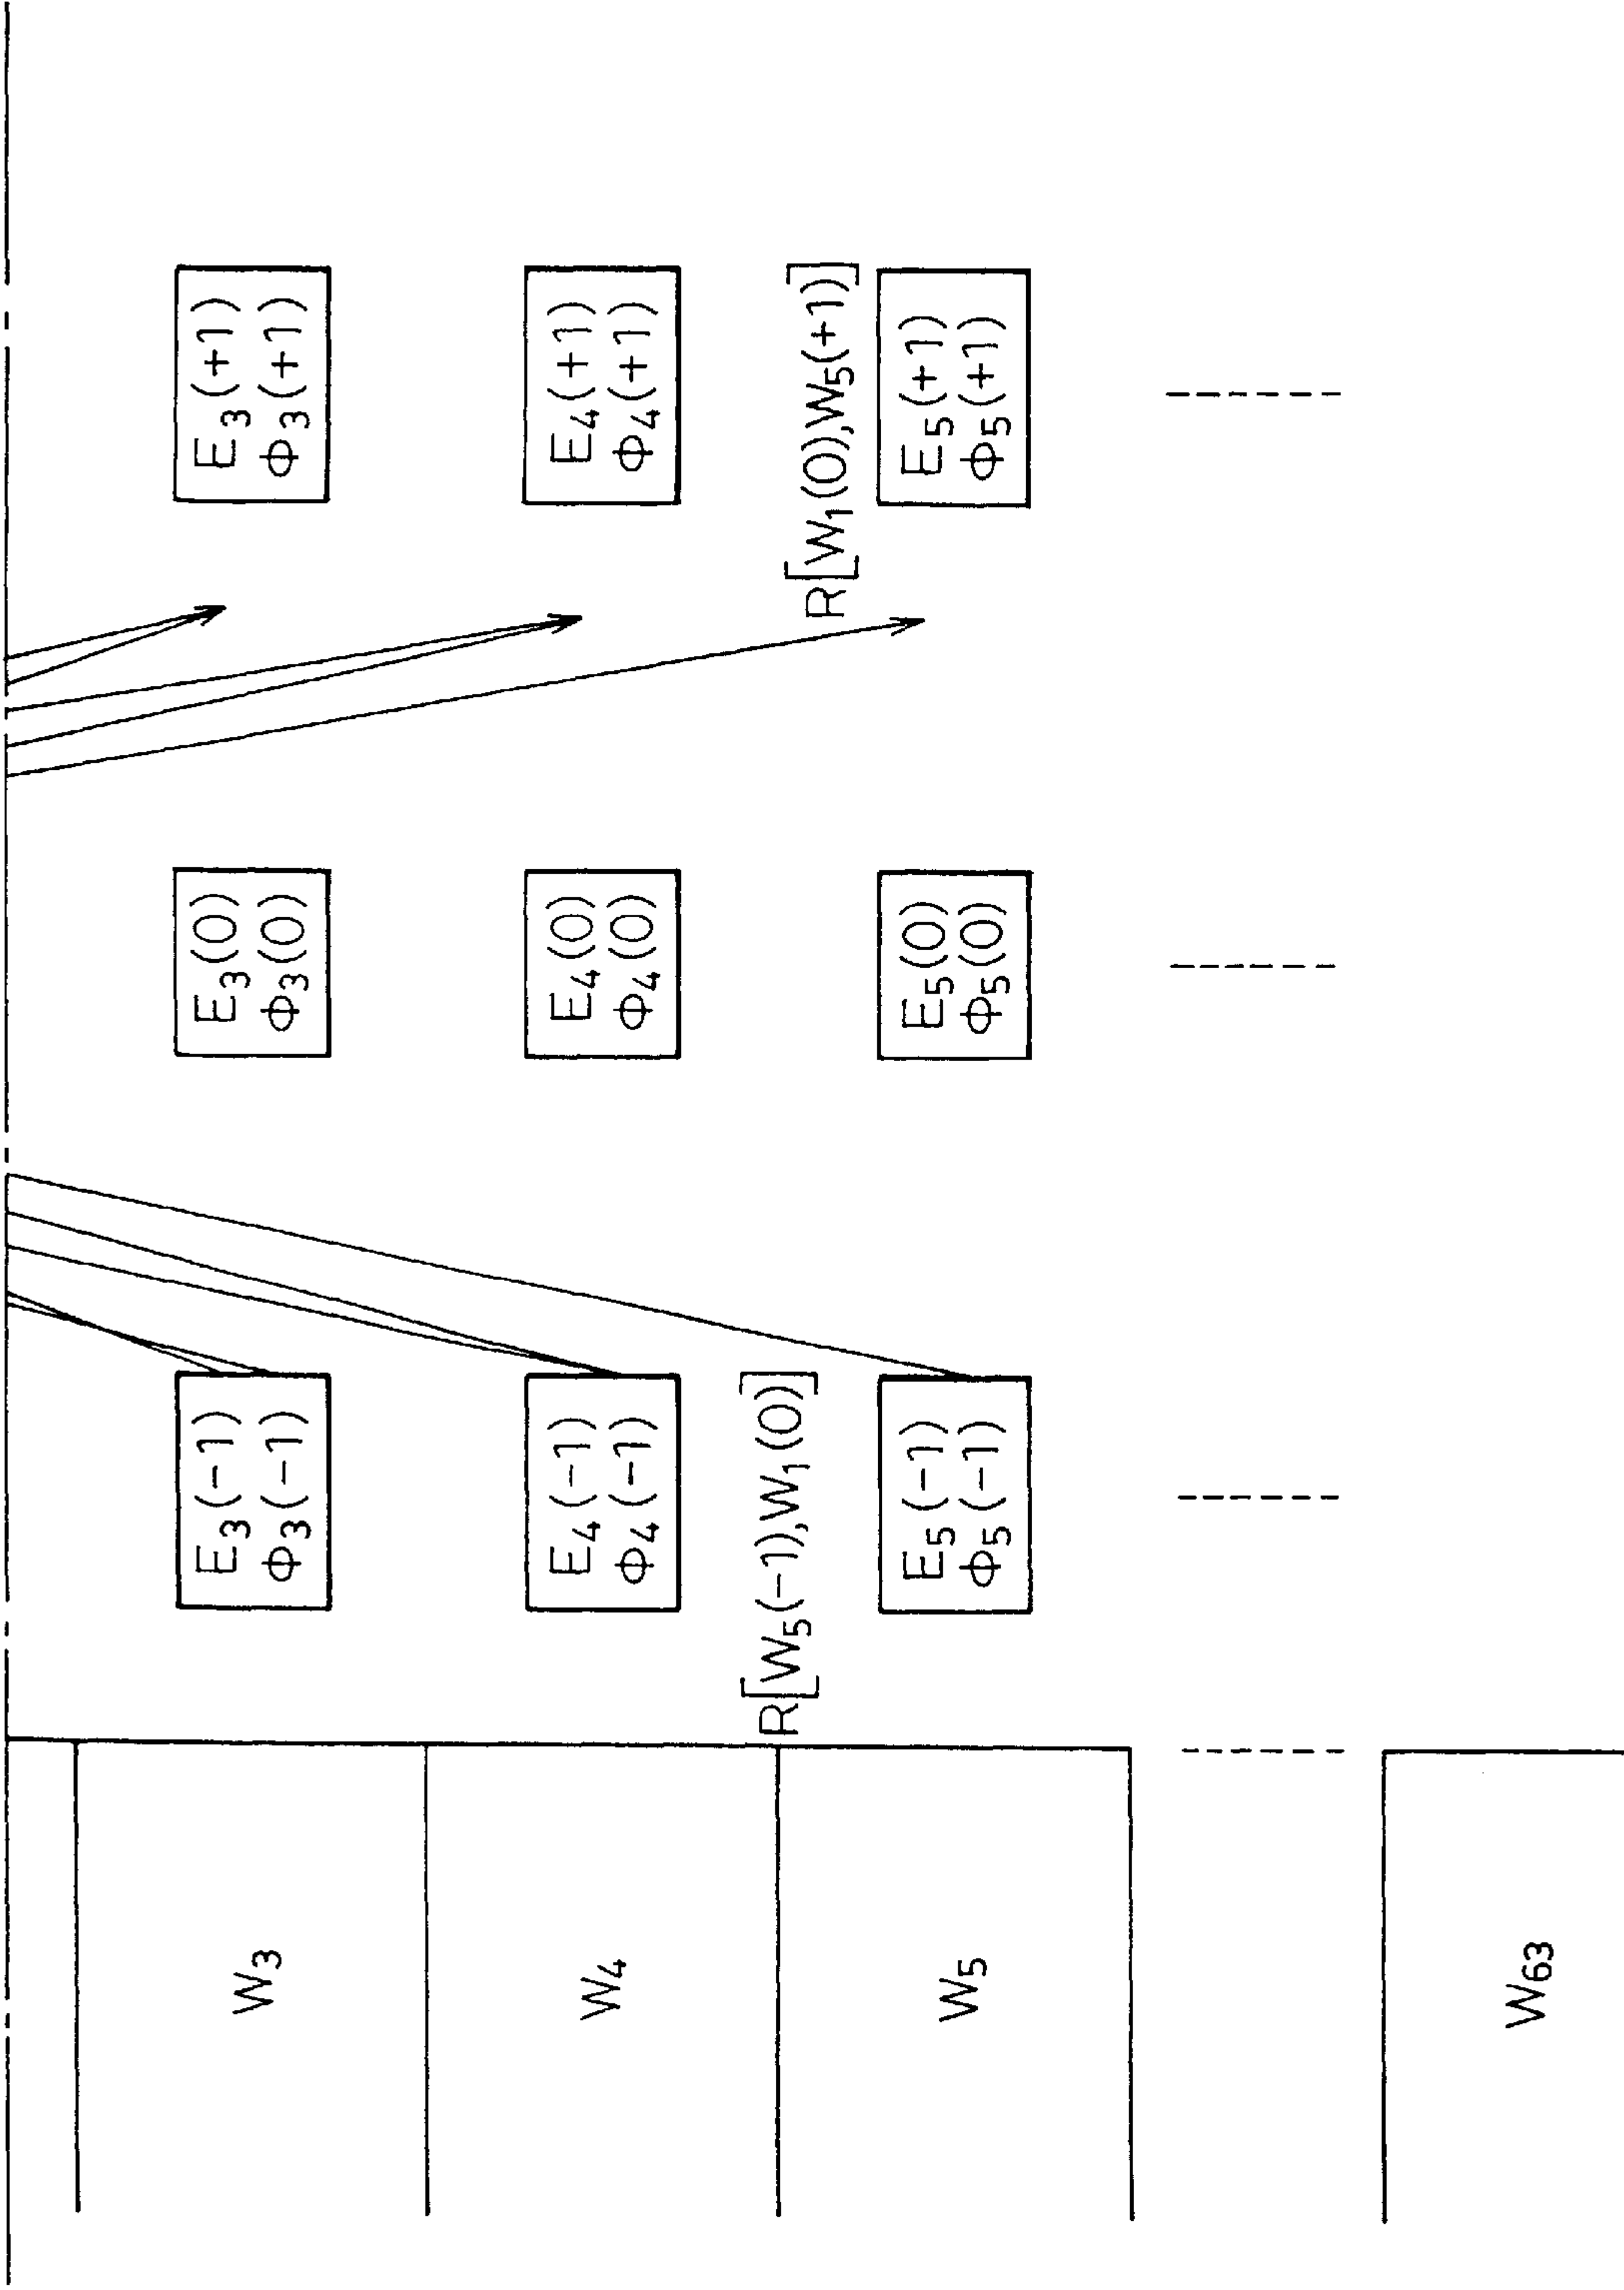 W₃
E₃(−1)
Φ₃(−1)
E₃(0)
Φ₃(0)
E₃(+1)
Φ₃(+1)
W₄
E₄(−1)
Φ₄(−1)
E₄(0)
Φ₄(0)
E₄(+1)
Φ₄(+1)
R[W₅(−1),W₁(0)]
R[W₁(0),W₅(+1)]
W₅
E₅(−1)
Φ₅(−1)
E₅(0)
Φ₅(0)
E₅(+1)
Φ₅(+1)
W₆₃